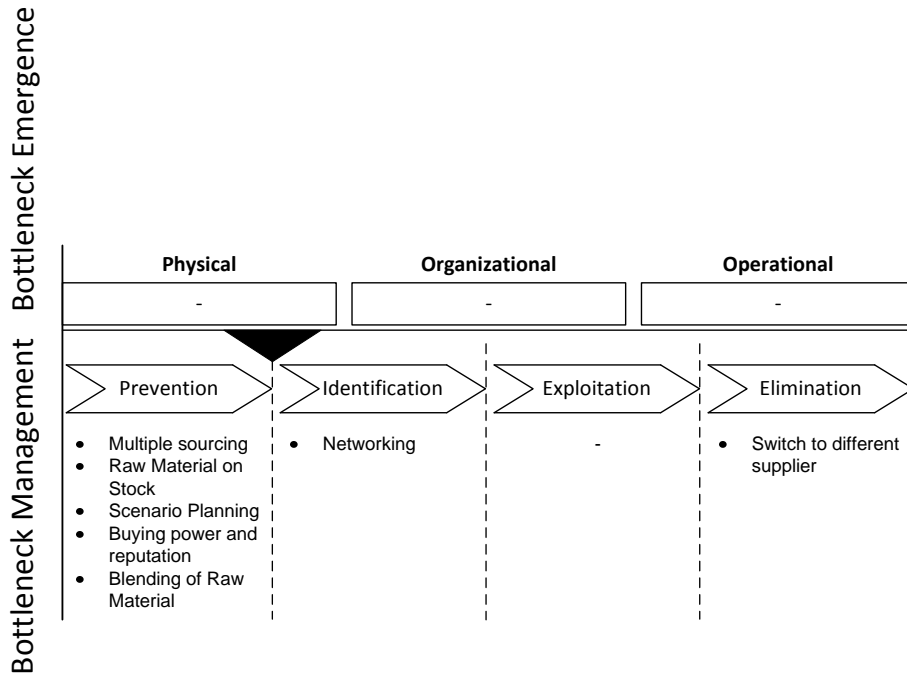 Bottleneck Emergence
Physical
Organizational
Operational
-
-
-
Bottleneck Management
Prevention
Identification
Exploitation
Elimination
• Multiple sourcing
• Raw Material on
Stock
• Scenario Planning
• Buying power and
reputation
• Blending of Raw
Material
• Networking
-
• Switch to different
supplier